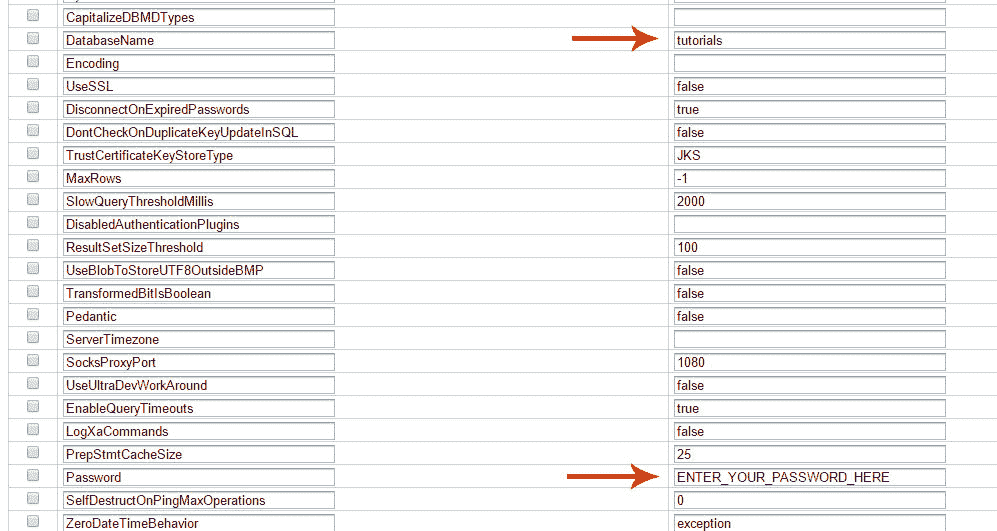 CapitalizeDBMDTypes
DatabaseName tutorials
Encoding
UseSSL false
DisconnectOnExpiredPasswords true
DontCheckOnDuplicateKeyUpdateInSQL false
TrustCertificateKeyStoreType JKS
MaxRows -1
SlowQueryThresholdMillis 2000
DisabledAuthenticationPlugins
ResultSetSizeThreshold 100
UseBlobToStoreUTF8OutsideBMP false
TransformedBitIsBoolean false
Pedantic false
ServerTimezone
SocksProxyPort 1080
UseUltraDevWorkAround false
EnableQueryTimeouts true
LogXaCommands false
PrepStmtCacheSize 25
Password ENTER_YOUR_PASSWORD_HERE
SelfDestructOnPingMaxOperations 0
ZeroDateTimeBehavior exception